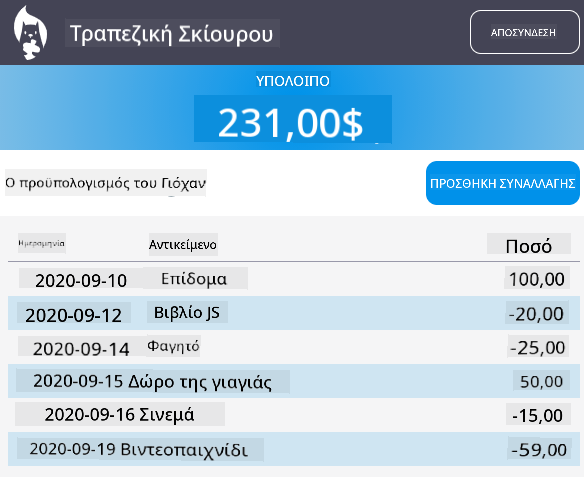 Τραπεζική Σκίουρου
ΑΠΟΣΥΝΔΕΣΗ
ΥΠΟΛΟΙΠΟ
231,00$
Ο προϋπολογισμός του Γιόχαν
ΠΡΟΣΘΗΚΗ ΣΥΝΑΛΛΑΓΗΣ
Ημερομηνία Αντικείμενο Ποσό
2020-09-10 Επίδομα 100,00
2020-09-12 Βιβλίο JS -20,00
2020-09-14 Φαγητό -25,00
2020-09-15 Δώρο της γιαγιάς 50,00
2020-09-16 Σινεμά -15,00
2020-09-19 Βιντεοπαιχνίδι -59,00